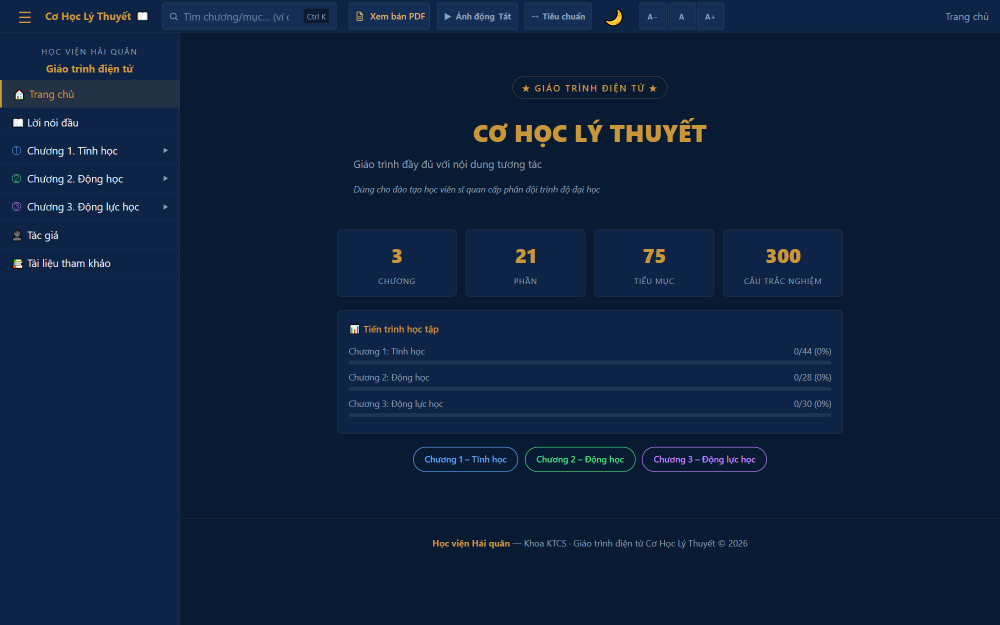 Cơ Học Lý Thuyết
Tìm chương/mục... (ví c
Ctrl K
Xem bản PDF
Ảnh động Tắt
↔ Tiêu chuẩn
A−
A
A+
Trang chủ
HỌC VIỆN HẢI QUÂN
Giáo trình điện tử
Trang chủ
Lời nói đầu
① Chương 1. Tĩnh học
② Chương 2. Động học
③ Chương 3. Động lực học
Tác giả
Tài liệu tham khảo
★ GIÁO TRÌNH ĐIỆN TỬ ★
CƠ HỌC LÝ THUYẾT
Giáo trình đầy đủ với nội dung tương tác
Dùng cho đào tạo học viên sĩ quan cấp phân đội trình độ đại học
3
CHƯƠNG
21
PHẦN
75
TIỂU MỤC
300
CÂU TRẮC NGHIỆM
Tiến trình học tập
Chương 1: Tĩnh học 0/44 (0%)
Chương 2: Động học 0/28 (0%)
Chương 3: Động lực học 0/30 (0%)
Chương 1 – Tĩnh học
Chương 2 – Động học
Chương 3 – Động lực học
Học viện Hải quân — Khoa KTCS · Giáo trình điện tử Cơ Học Lý Thuyết © 2026